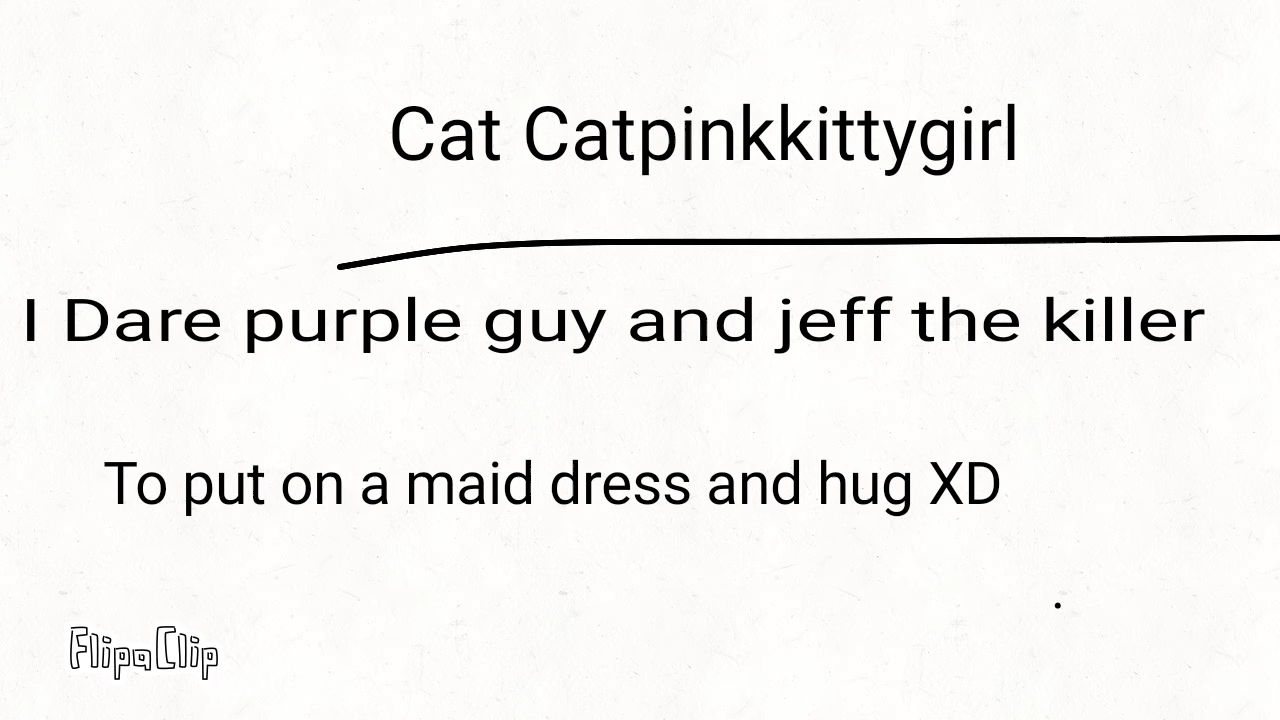 Cat Catpinkkittygirl
I Dare purple guy and jeff the killer
To put on a maid dress and hug XD
FlipaClip